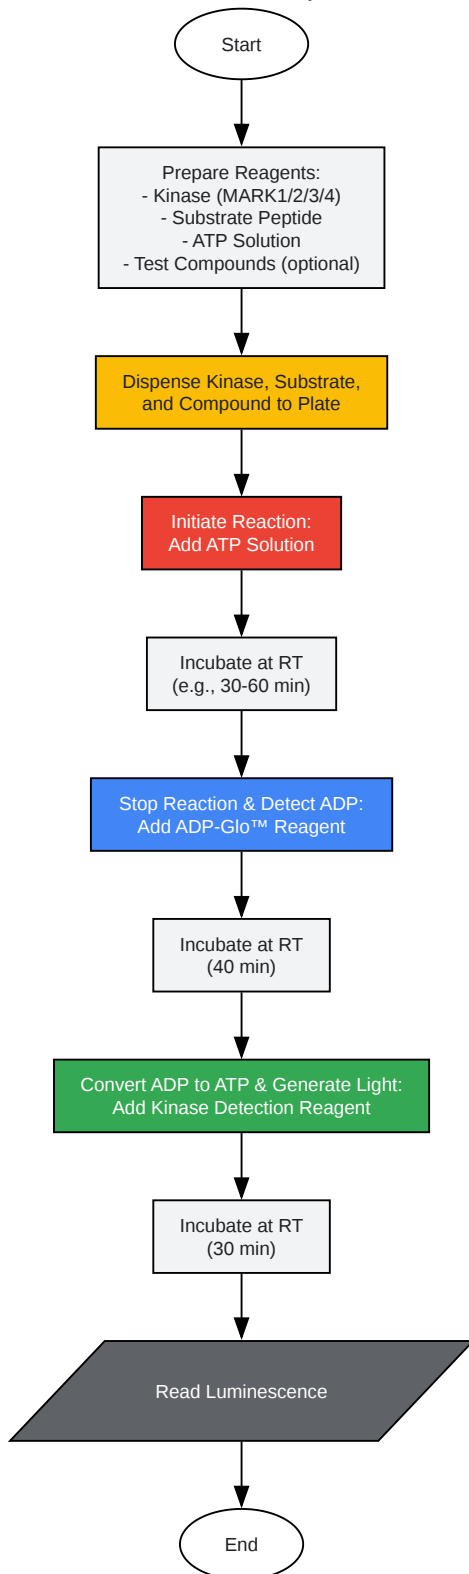 Start
Prepare Reagents:
- Kinase (MARK1/2/3/4)
- Substrate Peptide
- ATP Solution
- Test Compounds (optional)
Dispense Kinase, Substrate,
and Compound to Plate
Initiate Reaction:
Add ATP Solution
Incubate at RT
(e.g., 30-60 min)
Stop Reaction & Detect ADP:
Add ADP-Glo™ Reagent
Incubate at RT
(40 min)
Convert ADP to ATP & Generate Light:
Add Kinase Detection Reagent
Incubate at RT
(30 min)
Read Luminescence
End